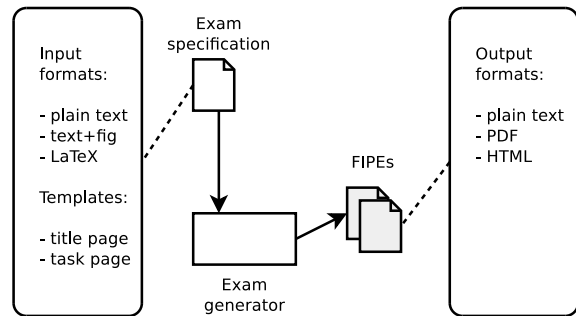 Input
formats:
- plain text
- text+fig
- LaTeX
Templates:
- title page
- task page
Exam
specification
Exam
generator
FIPEs
Output
formats:
- plain text
- PDF
- HTML